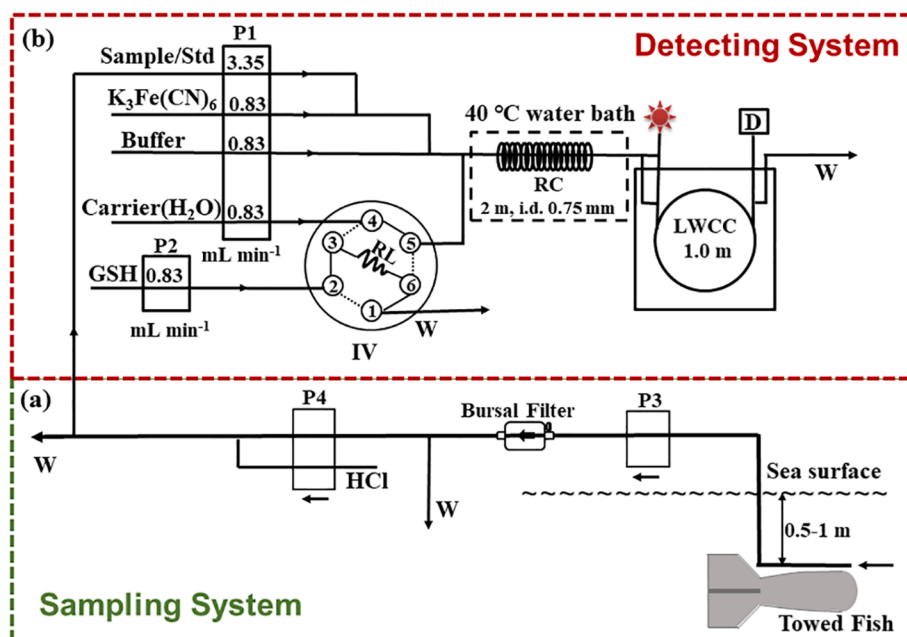 (b)
P1
Detecting System
Sample/Std
3.35
K₃Fe(CN)₆
0.83
40 °C water bath
D
Buffer
0.83
RC
W
2 m, i.d. 0.75 mm
Carrier(H₂O)
0.83
4
LWCC
1.0 m
3
RL
5
P2
mL min⁻¹
GSH
0.83
2
6
1
mL min⁻¹
W
IV
(a)
P4
Bursal Filter
P3
W
HCl
Sea surface
W
0.5-1 m
Sampling System
Towed Fish